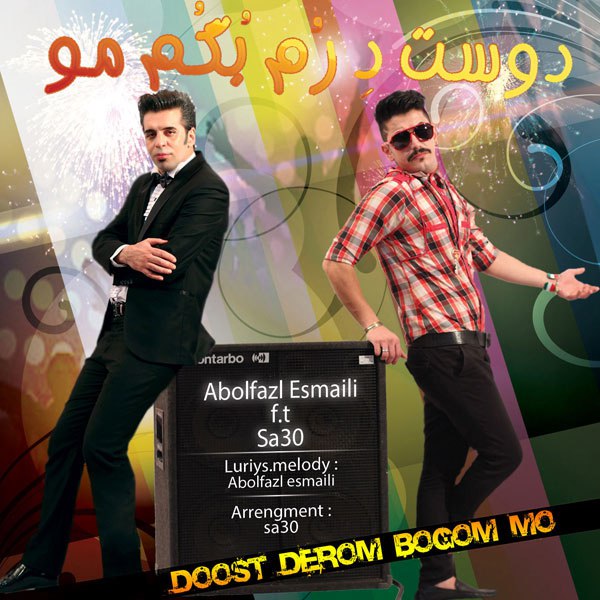 دوست دِ رُم بُگُم مو
ontarbo
Abolfazl Esmaili
f.t
Sa30
Luriys.melody :
Abolfazl esmaili
Arrengment :
sa30
DOOST DEROM BOGOM MO